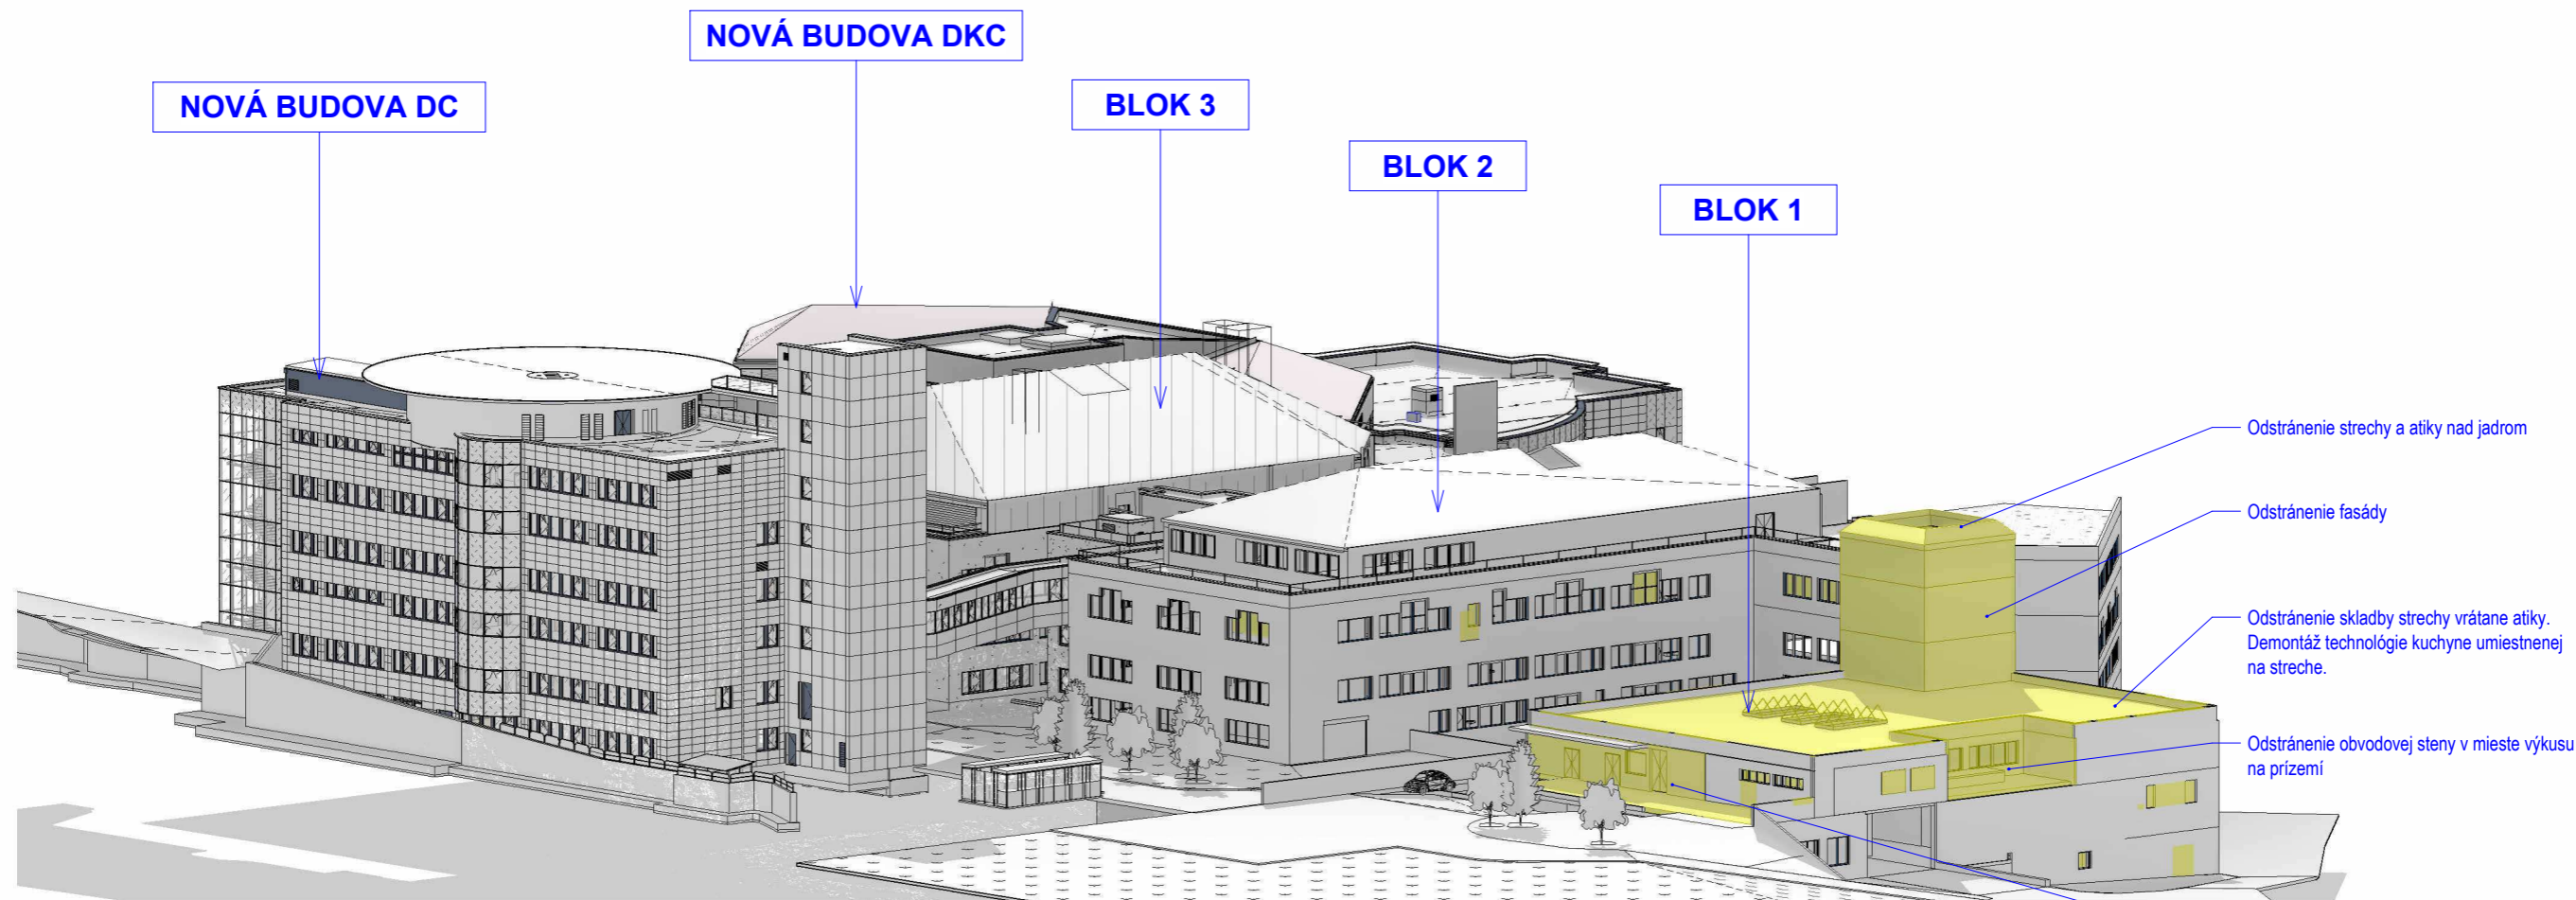 NOVÁ BUDOVA DKC
NOVÁ BUDOVA DC
BLOK 3
BLOK 2
BLOK 1
Odstránenie strechy a atiky nad jadrom
Odstránenie fasády
Odstránenie skladby strechy vrátane atiky.
Demontáž technológie kuchyne umiestnenej
na streche.
Odstránenie obvodovej steny v mieste výkusu
na prízemí